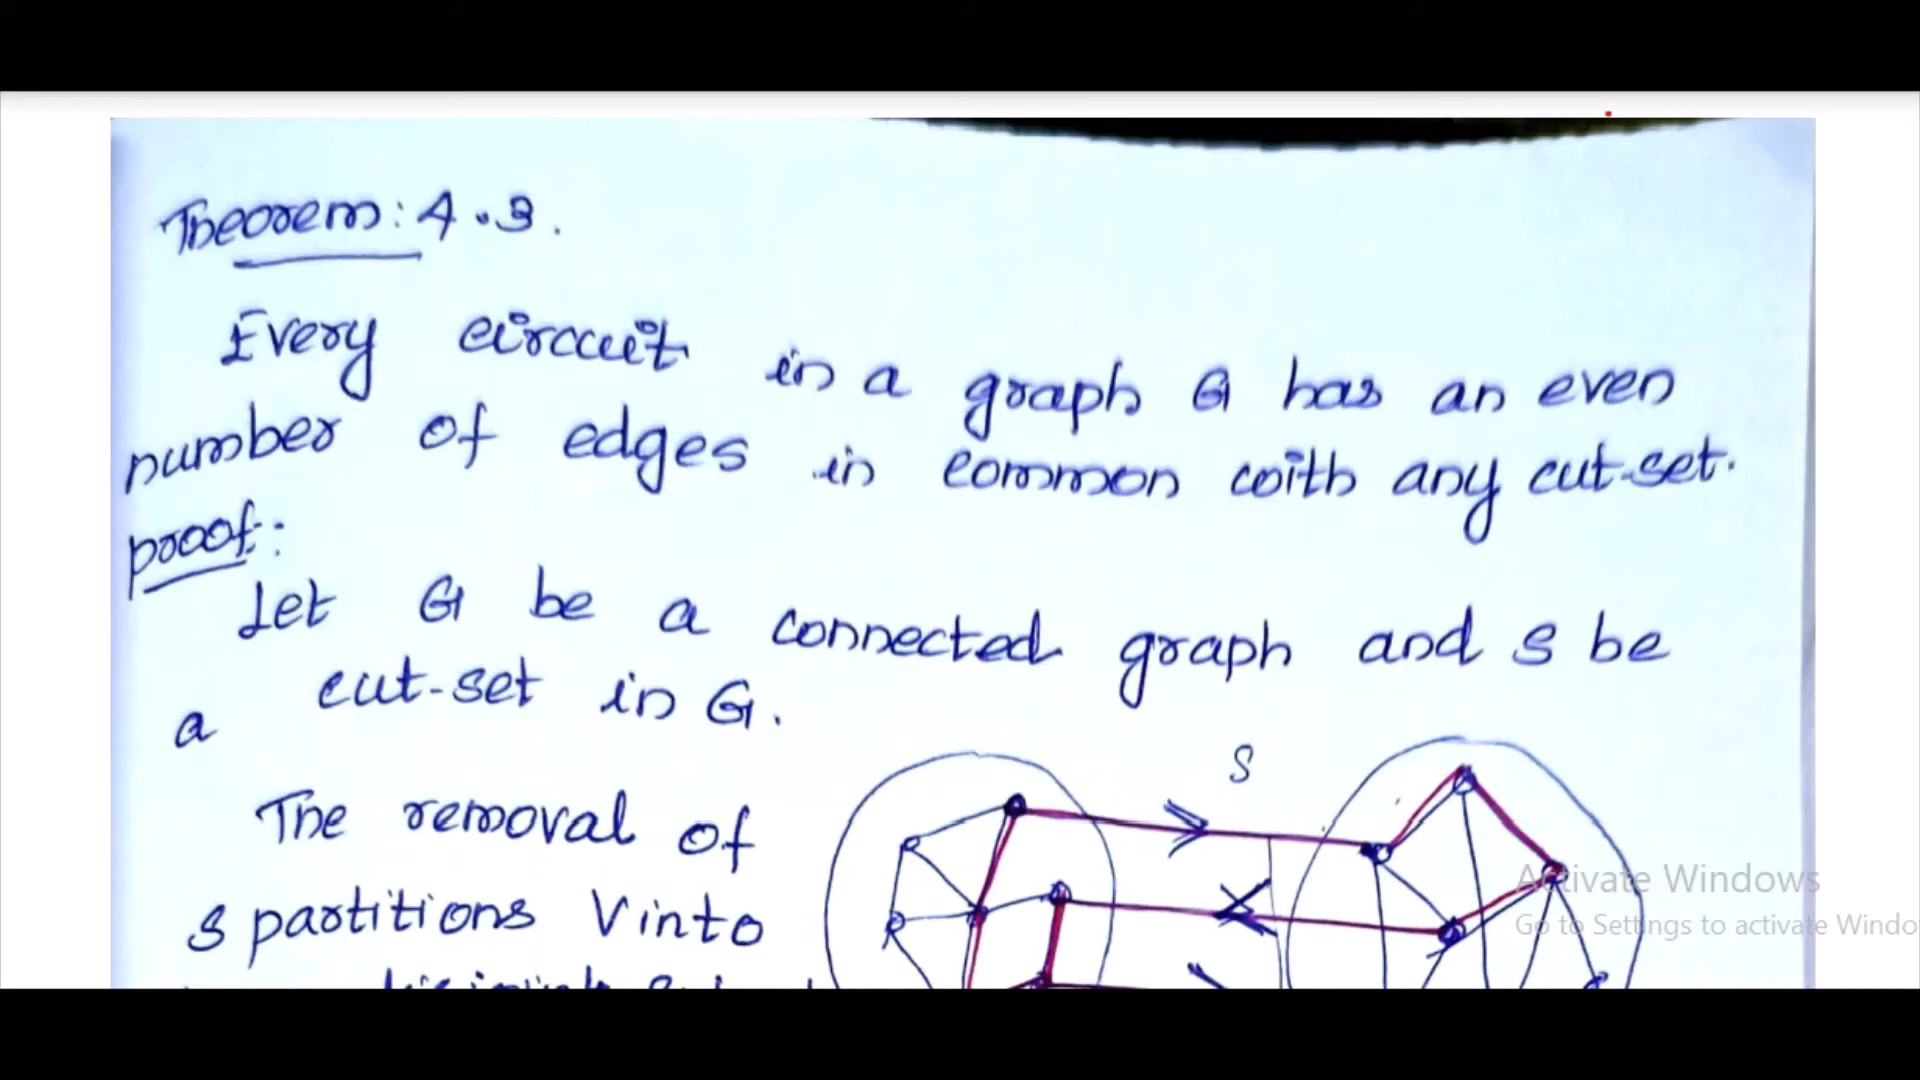 Theorem: 4.3.
Every circuit in a graph G has an even
number of edges in common with any cut-set.
proof:
Let G be a connected graph and S be
a cut-set in G.
S
The removal of
S partitions V into
Activate Windows
Go to Settings to activate Windo